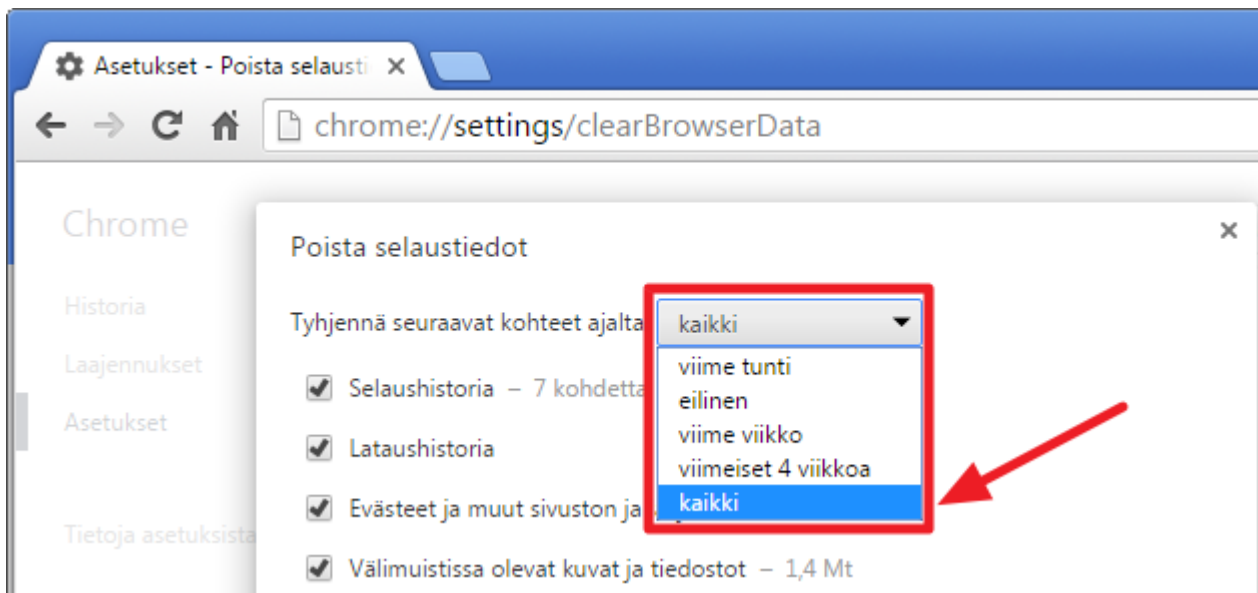 Asetukset - Poista selausti
chrome://settings/clearBrowserData
Chrome
Historia
Laajennukset
Asetukset
Tietoja asetuksista
Poista selaustiedot
Tyhjennä seuraavat kohteet ajalta
kaikki
viime tunti
eilinen
viime viikko
viimeiset 4 viikkoa
kaikki
Selaushistoria – 7 kohdetta
Lataushistoria
Evästeet ja muut sivuston ja
Välimuistissa olevat kuvat ja tiedostot – 1,4 Mt